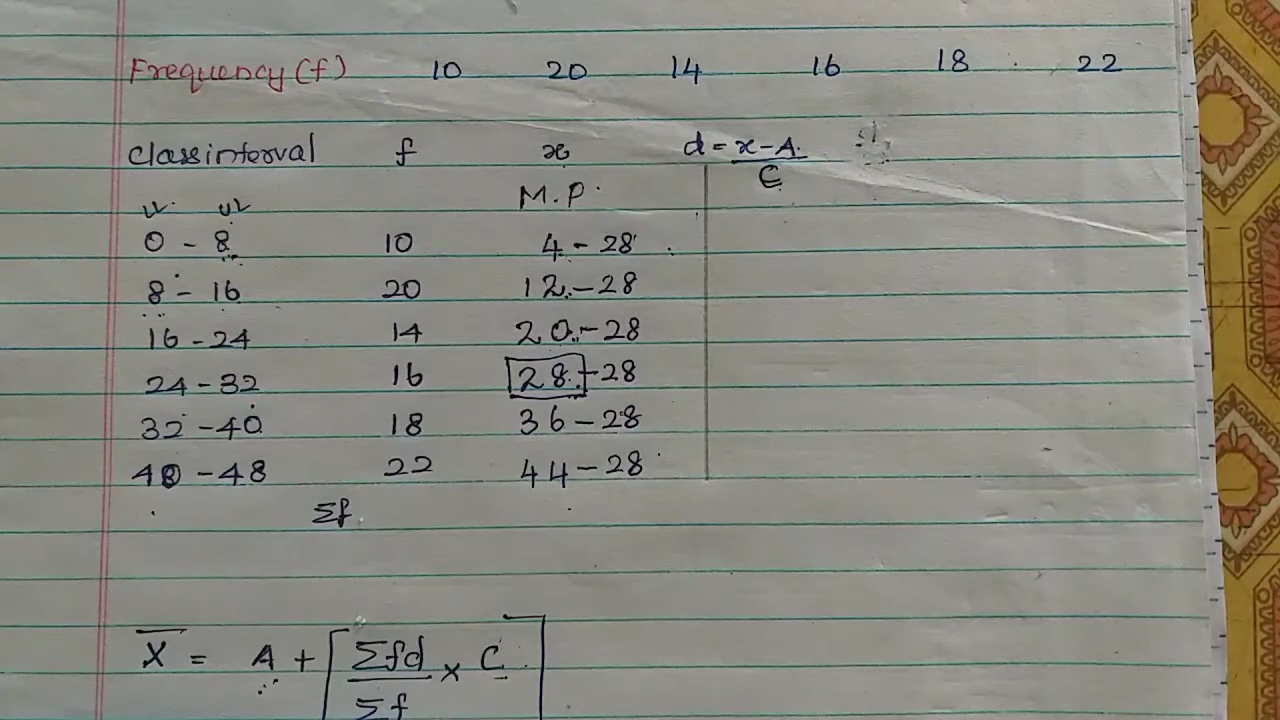 Frequency (f) 10 20 14 16 18 22
Class interval f x d = x-A
C
M.P.
0 - 8 10 4 - 28
8 - 16 20 12 - 28
16 - 24 14 20 - 28
24 - 32 16 28 - 28
32 - 40 18 36 - 28
40 - 48 22 44 - 28
Σf
X̄ = A + [Σfd × C]
Σf